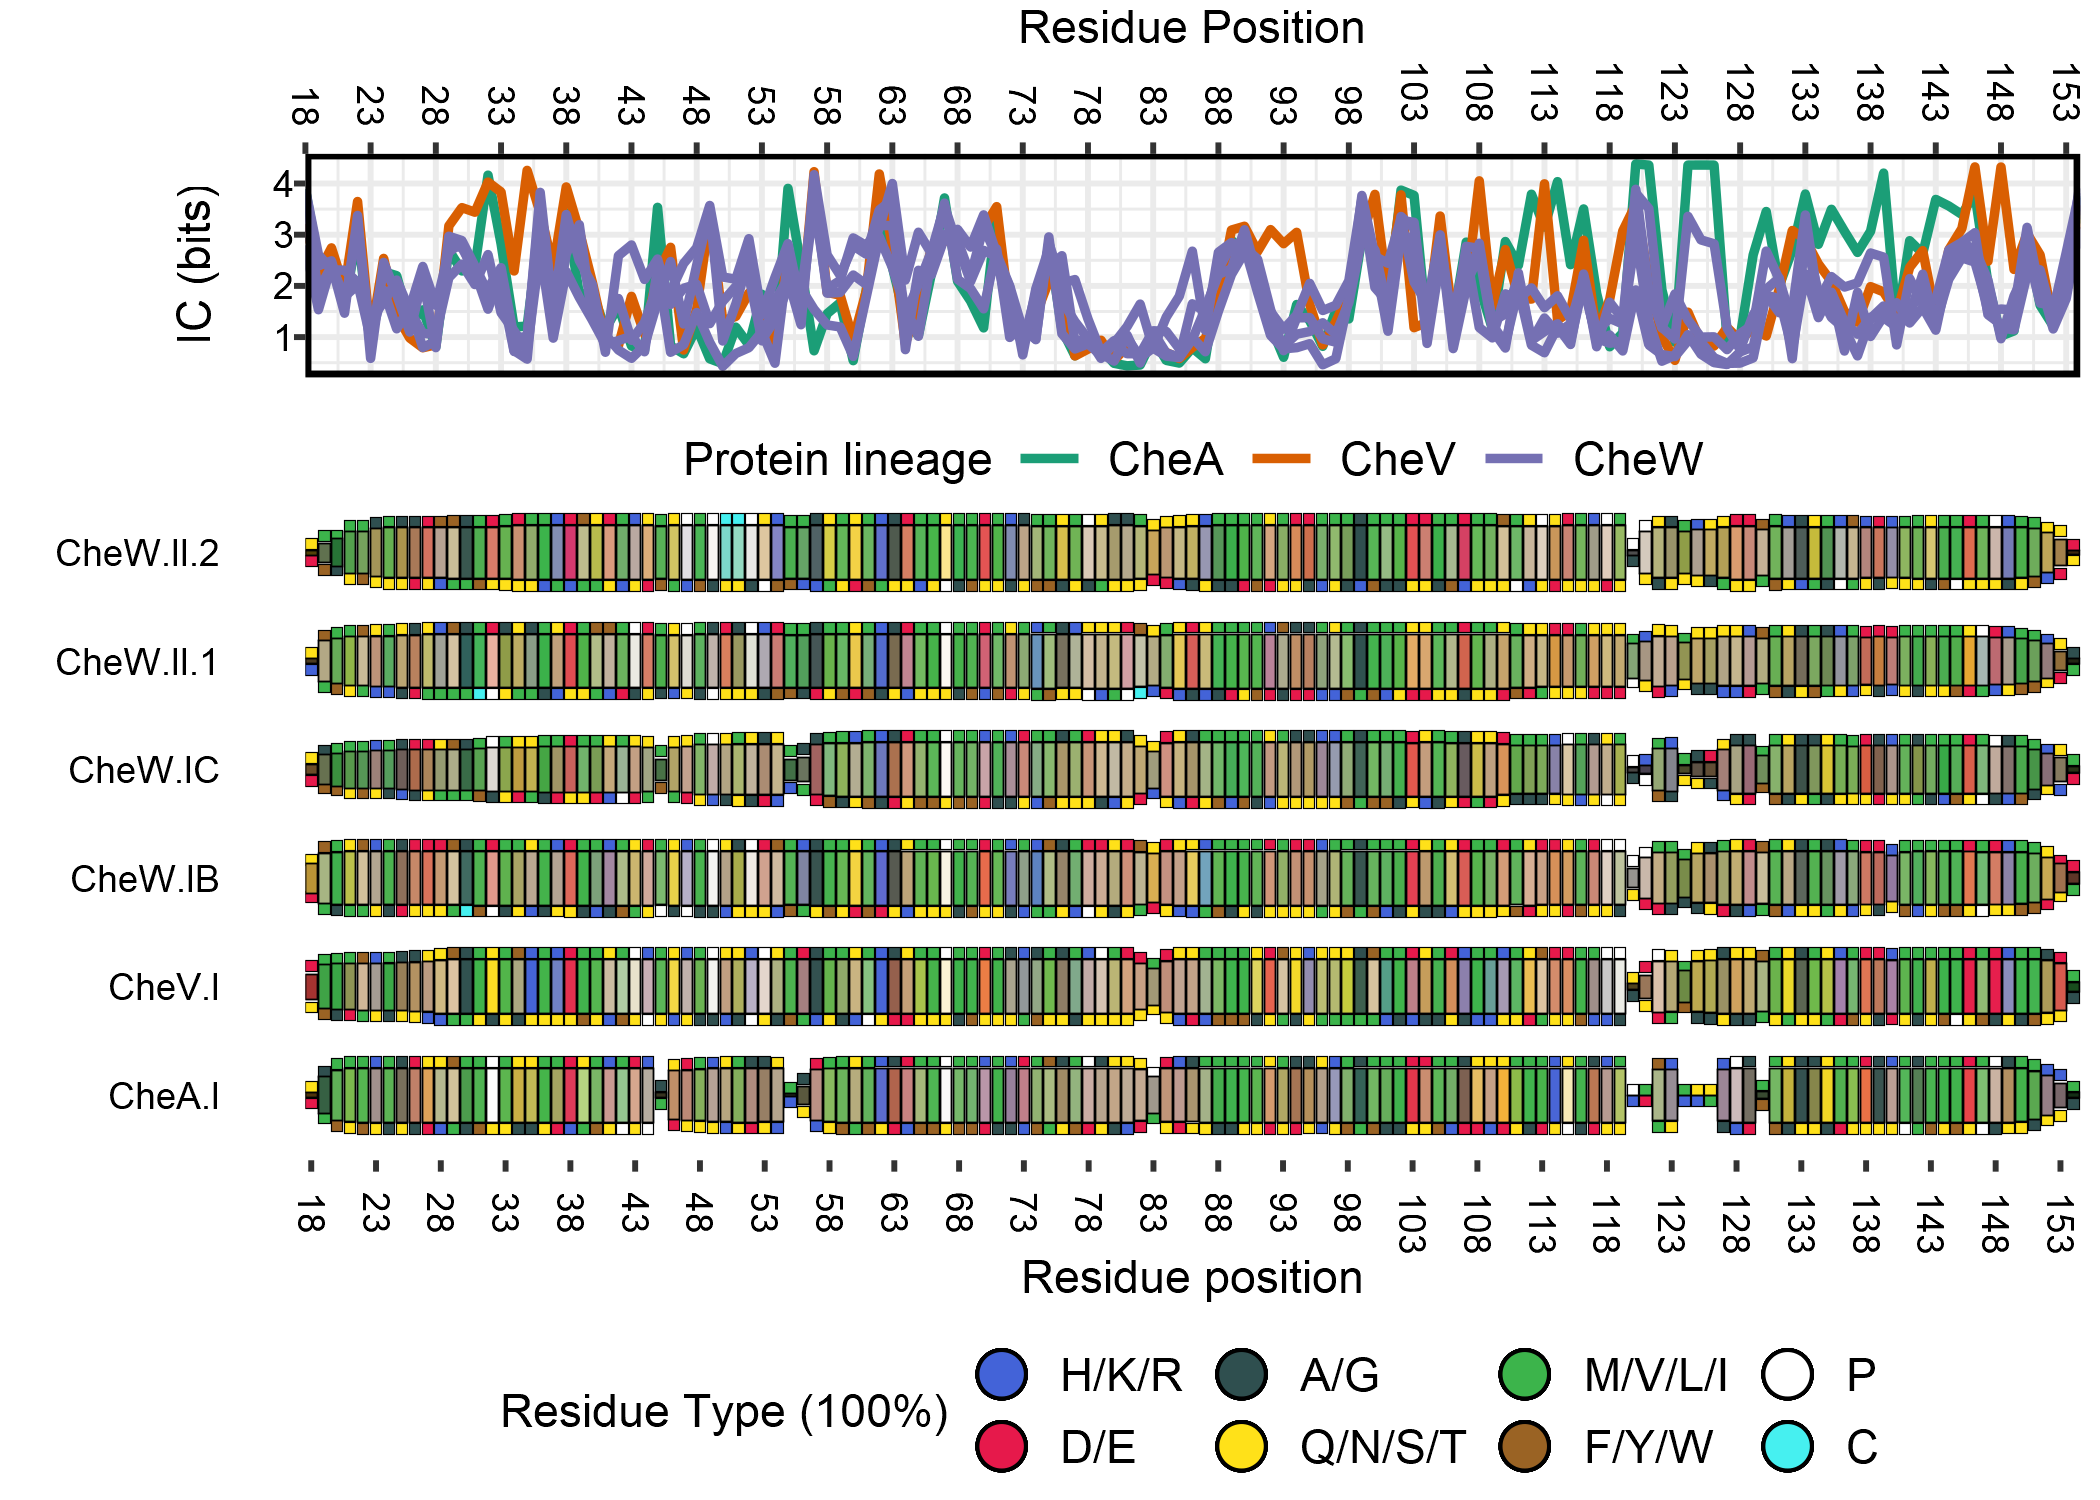 Residue Position
18 23 28 33 38 43 48 53 58 63 68 73 78 83 88 93 98 103 108 113 118 123 128 133 138 143 148 153
4
3
2
1
IC (bits)
Protein lineage CheA CheV CheW
CheW.II.2
CheW.II.1
CheW.IC
CheW.IB
CheV.I
CheA.I
18 23 28 33 38 43 48 53 58 63 68 73 78 83 88 93 98 103 108 113 118 123 128 133 138 143 148 153
Residue position
Residue Type (100%)
H/K/R A/G M/V/L/I P
D/E Q/N/S/T F/Y/W C